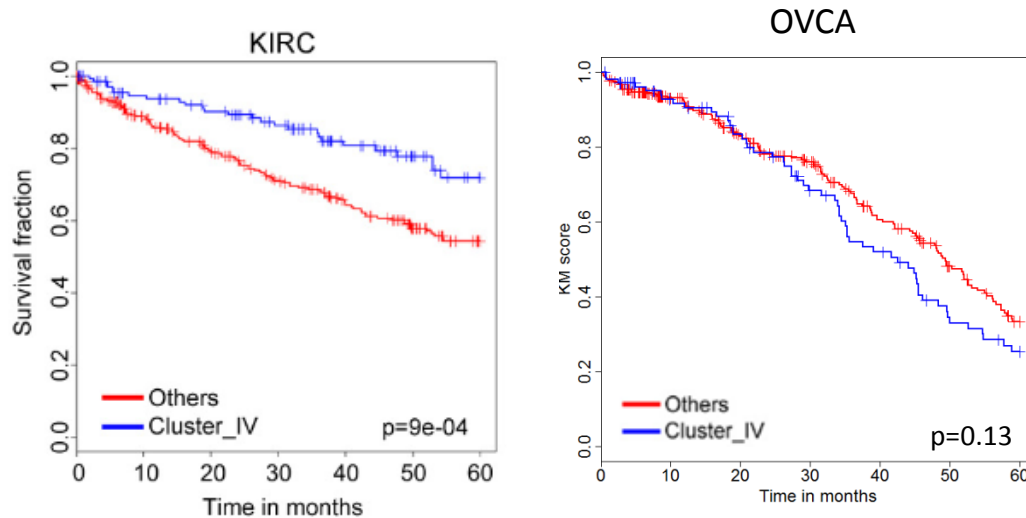 KIRC
Survival fraction
1.0
0.8
0.6
0.4
0.2
0.0
Others
Cluster_IV
p=9e-04
0 10 20 30 40 50 60
Time in months
OVCA
KM score
1.0
0.8
0.6
0.4
0.2
0.0
Others
Cluster_IV
p=0.13
0 10 20 30 40 50 60
Time in months